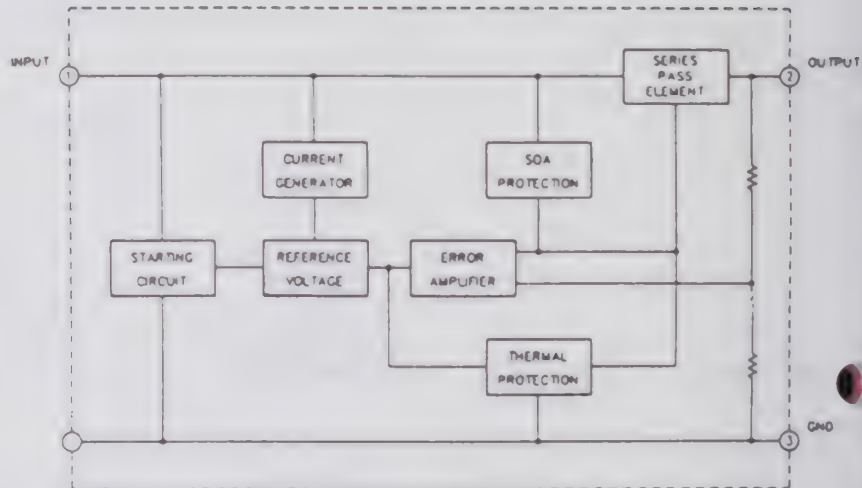 INPUT
1
SERIES
PASS
ELEMENT
2
OUTPUT
CURRENT
GENERATOR
SOA
PROTECTION
STARTING
CIRCUIT
REFERENCE
VOLTAGE
ERROR
AMPLIFIER
THERMAL
PROTECTION
3
GND